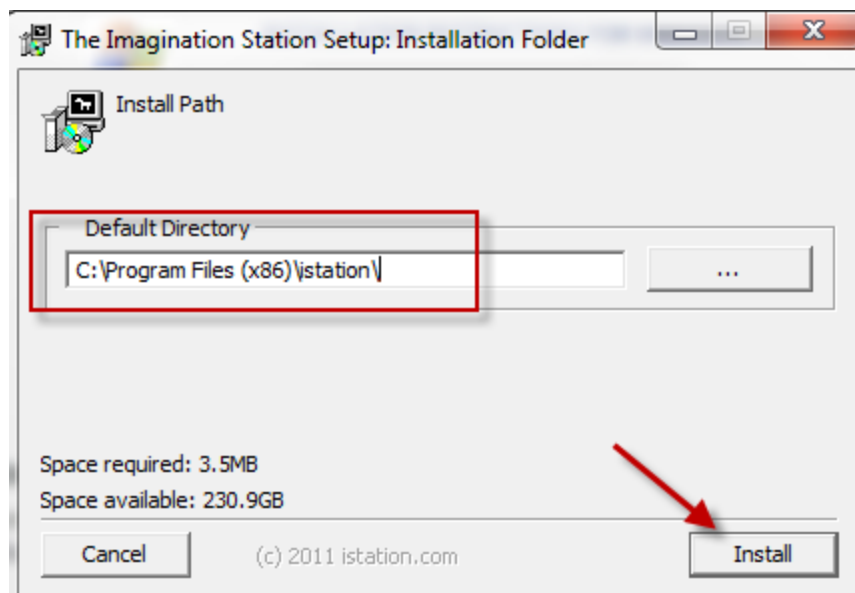 The Imagination Station Setup: Installation Folder
Install Path
Default Directory
C:\Program Files (x86)\istation\
...
Space required: 3.5MB
Space available: 230.9GB
Cancel
(c) 2011 istation.com
Install